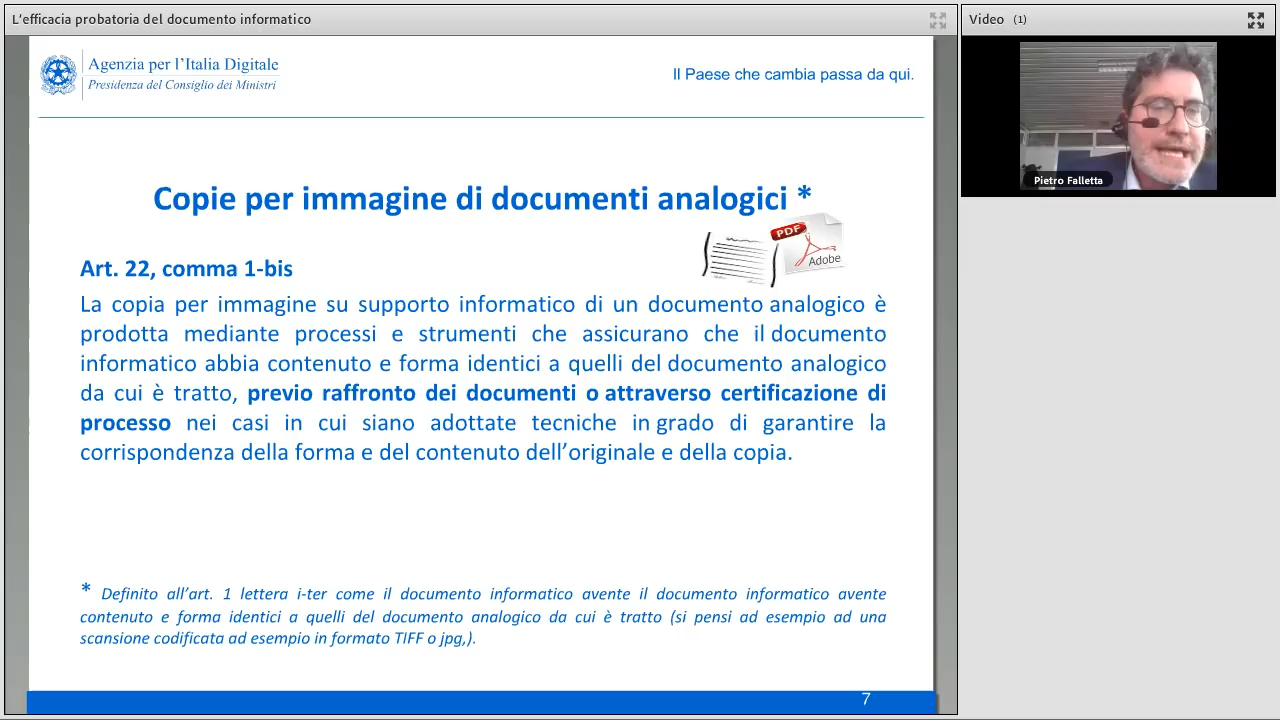 L'efficacia probatoria del documento informatico
Video (1)
Agenzia per l'Italia Digitale
Presidenza del Consiglio dei Ministri
Il Paese che cambia passa da qui.
Pietro Falletta
Copie per immagine di documenti analogici *
PDF
Adobe
Art. 22, comma 1-bis
La copia per immagine su supporto informatico di un documento analogico è
prodotta mediante processi e strumenti che assicurano che il documento
informatico abbia contenuto e forma identici a quelli del documento analogico
da cui è tratto, previo raffronto dei documenti o attraverso certificazione di
processo nei casi in cui siano adottate tecniche in grado di garantire la
corrispondenza della forma e del contenuto dell'originale e della copia.
* Definito all'art. 1 lettera i-ter come il documento informatico avente il documento informatico avente
contenuto e forma identici a quelli del documento analogico da cui è tratto (si pensi ad esempio ad una
scansione codificata ad esempio in formato TIFF o jpg,).
7